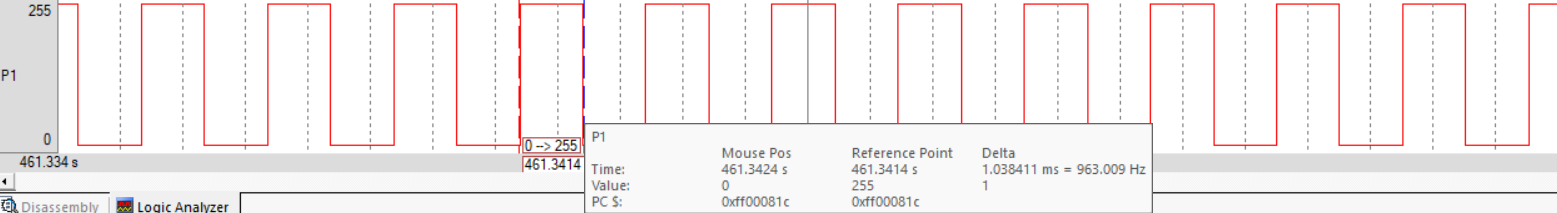 255
P1
0
0 --> 255
461.334 s
461.3414
P1
Mouse Pos Reference Point Delta
Time: 461.3424 s 461.3414 s 1.038411 ms = 963.009 Hz
Value: 0 255 1
PC $: 0xff00081c 0xff00081c
Disassembly Logic Analyzer